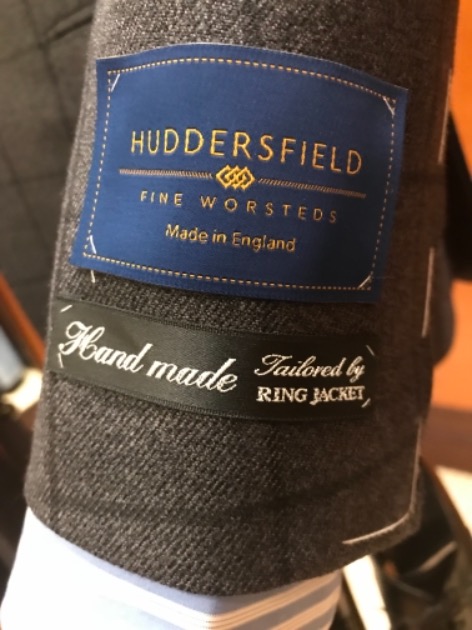 HUDDERSFIELD
FINE WORSTEDS
Made in England
Hand made
Tailored by
RING JACKET